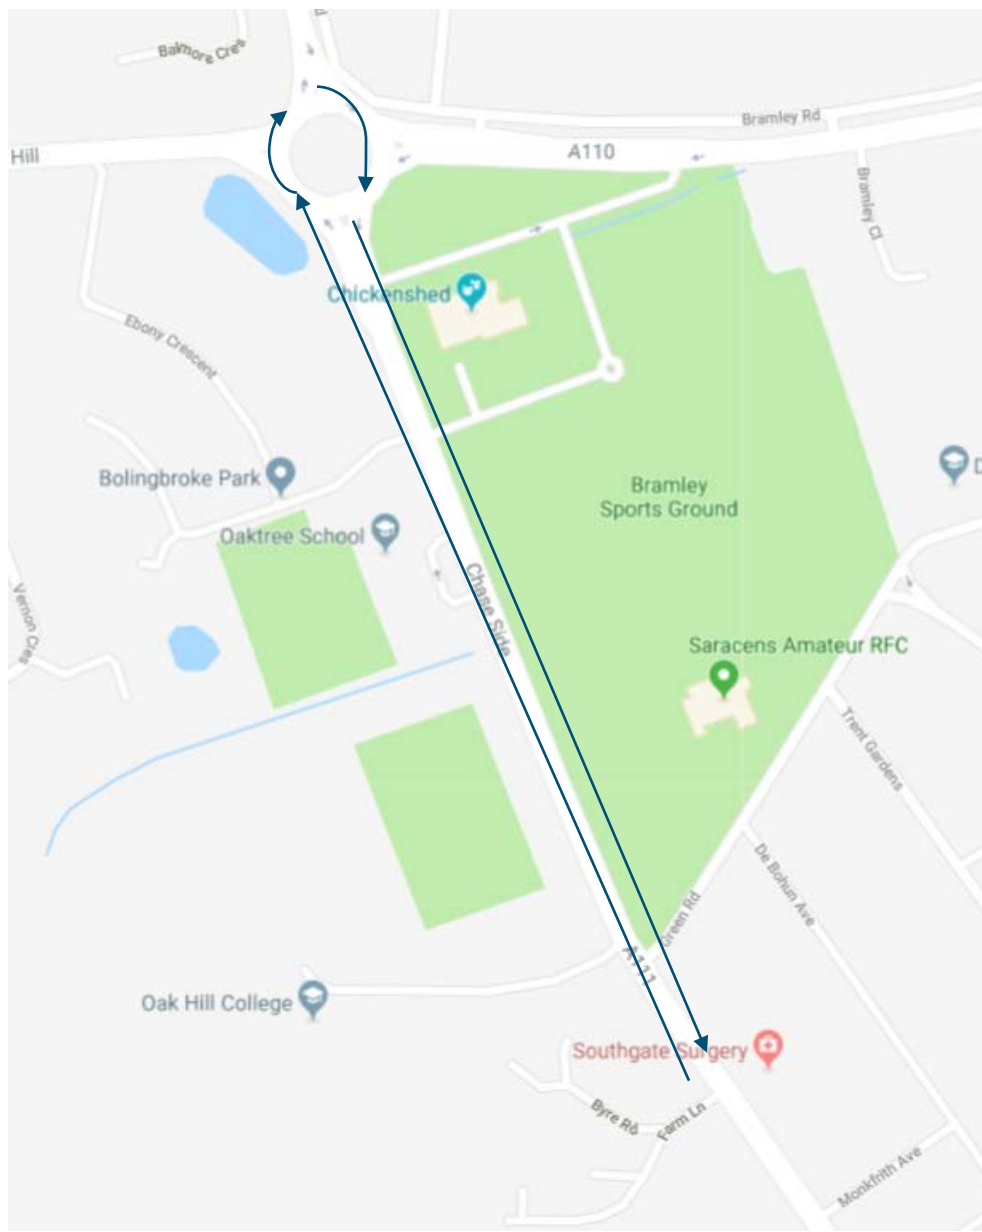 Balmore Cres
Bramley Rd
Hill
A110
Bramley Cl
Chickenshed
Ebony Crescent
Bolingbroke Park
D
Bramley
Sports Ground
Oaktree School
Chase Side
Vernon Cres
Saracens Amateur RFC
Trent Gardens
De Bohun Ave
Green Rd
A111
Oak Hill College
Southgate Surgery
Byre Rd
Farm Ln
Monkfrith Ave